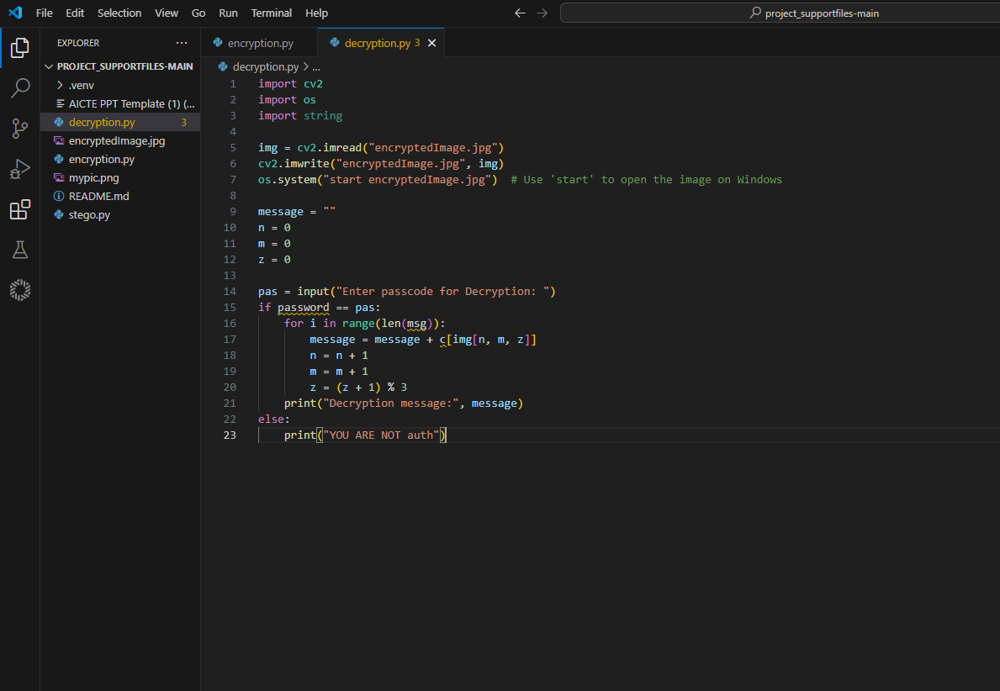 File Edit Selection View Go Run Terminal Help
project_supportfiles-main
EXPLORER
PROJECT_SUPPORTFILES-MAIN
.venv
AICTE PPT Template (1) (...
decryption.py 3
encryptedImage.jpg
encryption.py
mypic.png
README.md
stego.py
encryption.py decryption.py 3
decryption.py > ...
1 import cv2
2 import os
3 import string
4
5 img = cv2.imread("encryptedImage.jpg")
6 cv2.imwrite("encryptedImage.jpg", img)
7 os.system("start encryptedImage.jpg")  # Use 'start' to open the image on Windows
8
9 message = ""
10 n = 0
11 m = 0
12 z = 0
13
14 pas = input("Enter passcode for Decryption: ")
15 if password == pas:
16     for i in range(len(msg)):
17         message = message + c[img[n, m, z]]
18         n = n + 1
19         m = m + 1
20         z = (z + 1) % 3
21     print("Decryption message:", message)
22 else:
23     print("YOU ARE NOT auth")